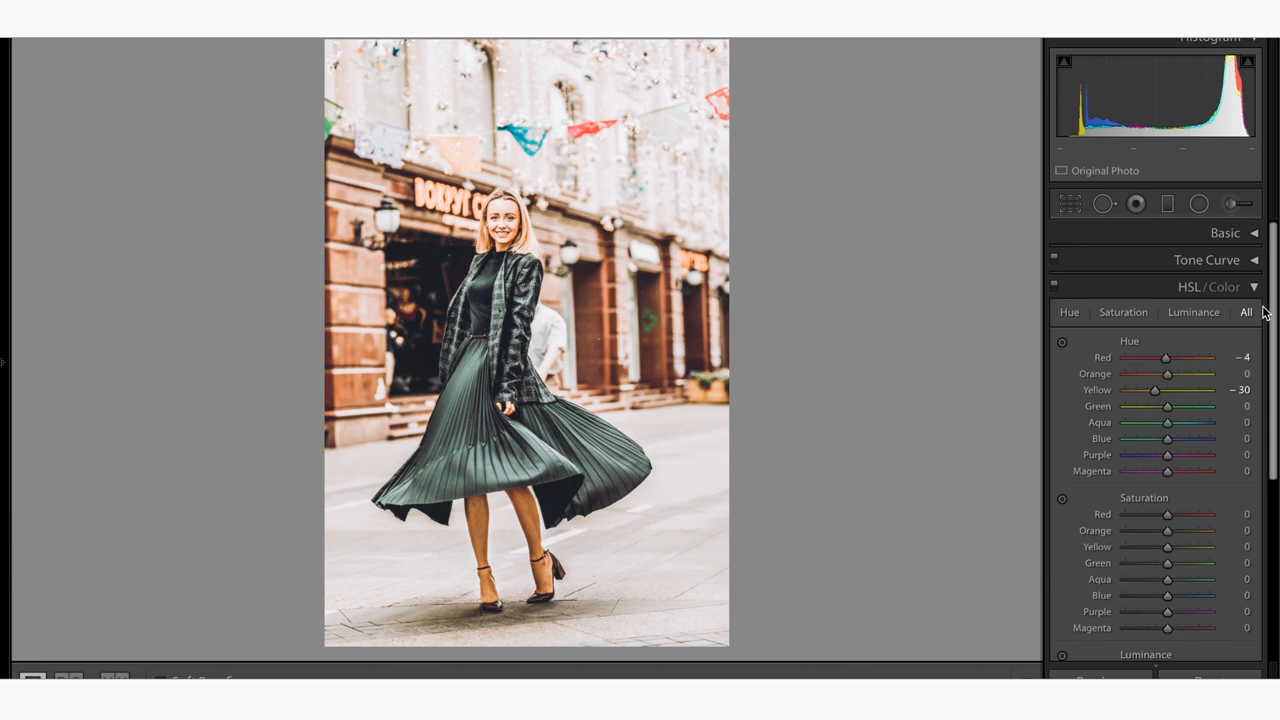 Histogram
Original Photo
Basic
Tone Curve
HSL / Color
Hue Saturation Luminance All
Hue
Red − 4
Orange 0
Yellow − 30
Green 0
Aqua 0
Blue 0
Purple 0
Magenta 0
Saturation
Red 0
Orange 0
Yellow 0
Green 0
Aqua 0
Blue 0
Purple 0
Magenta 0
Luminance
ВОКРУГ